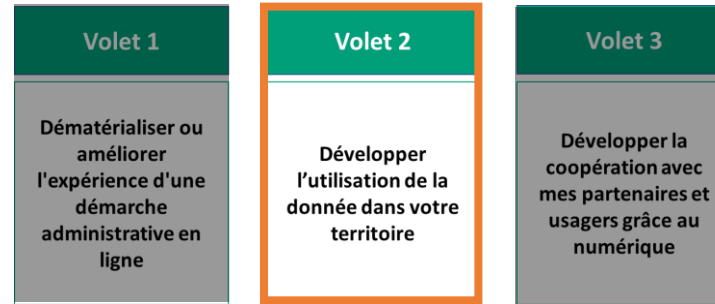 Volet 1
Dématérialiser ou
améliorer
l'expérience d'une
démarche
administrative en
ligne
Volet 2
Développer
l’utilisation de la
donnée dans votre
territoire
Volet 3
Développer la
coopération avec
mes partenaires et
usagers grâce au
numérique